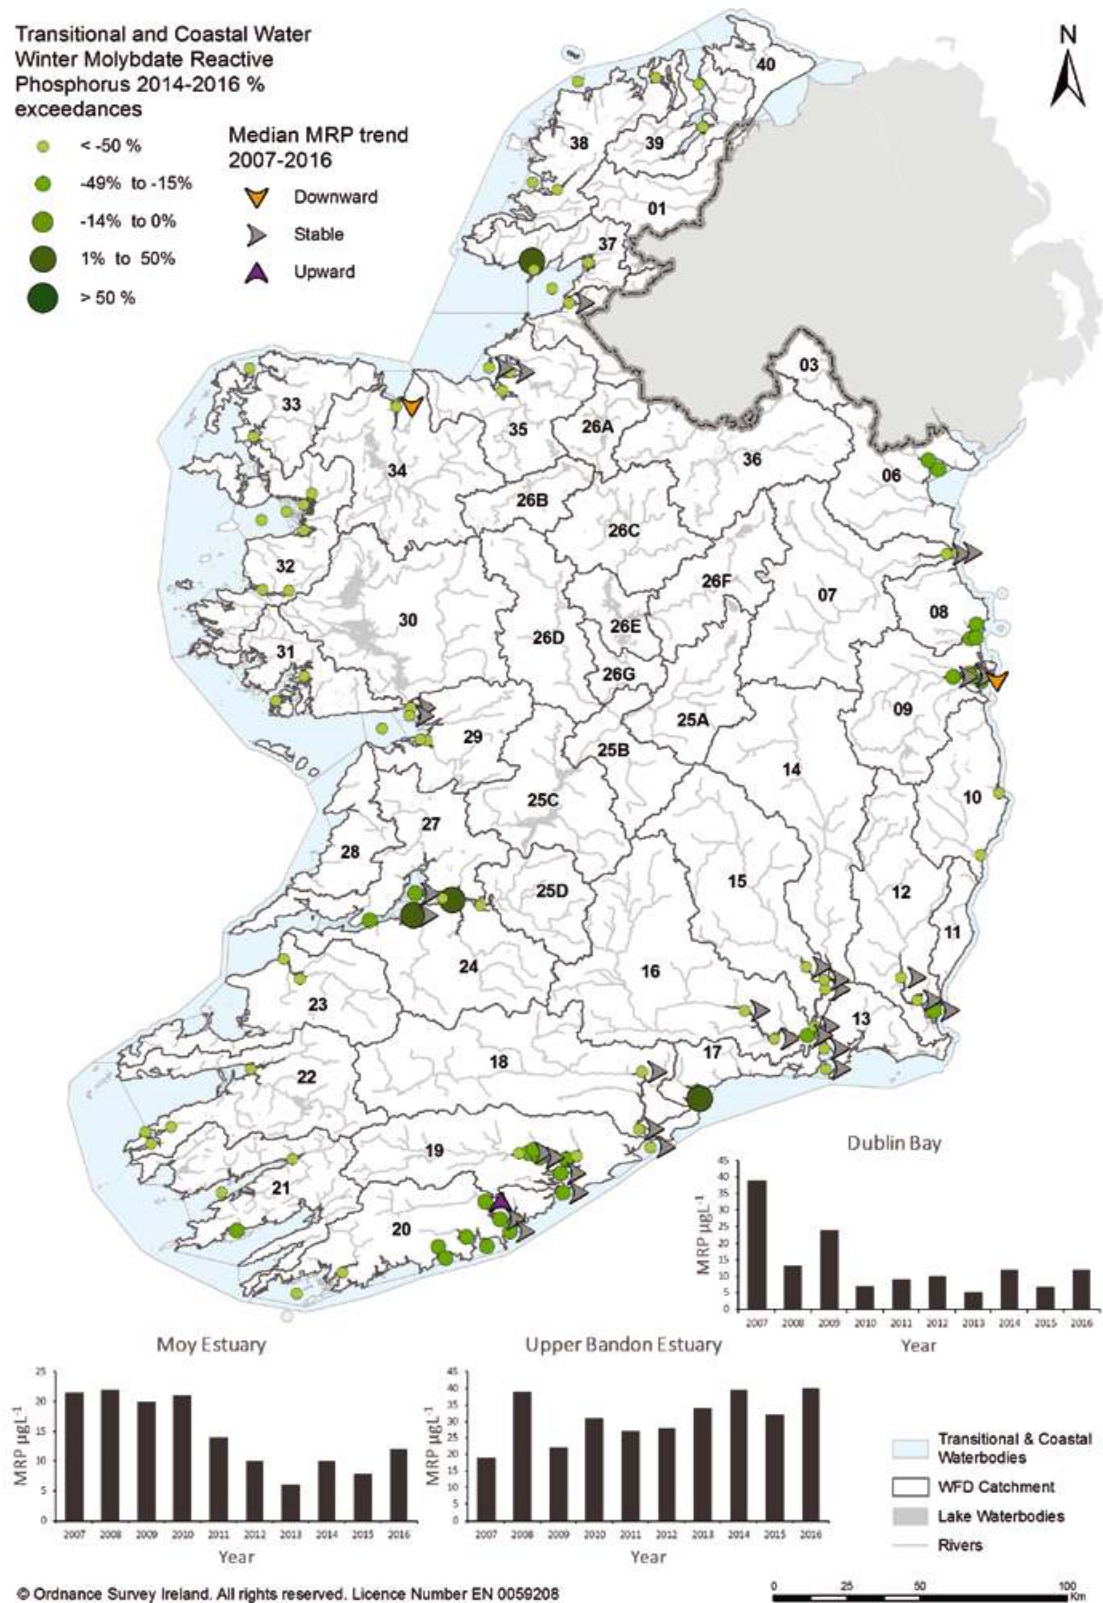 Transitional and Coastal Water
Winter Molybdate Reactive
Phosphorus 2014-2016 %
exceedances
< -50 %
-49% to -15%
-14% to 0%
1% to 50%
> 50 %
Median MRP trend
2007-2016
Downward
Stable
Upward
N
40
38
39
01
37
03
33
35
26A
36
06
34
26B
26C
32
26F
07
08
30
26D
26E
31
26G
09
29
25A
25B
14
10
25C
27
28
15
12
25D
11
24
16
23
13
18
17
22
19
21
20
Dublin Bay
MRP µgL-1
45
40
35
30
25
20
15
10
5
0
2007 2008 2009 2010 2011 2012 2013 2014 2015 2016
Year
Moy Estuary
MRP µgL-1
25
20
15
10
5
0
2007 2008 2009 2010 2011 2012 2013 2014 2015 2016
Year
Upper Bandon Estuary
MRP µgL-1
45
40
35
30
25
20
15
10
5
0
2007 2008 2009 2010 2011 2012 2013 2014 2015 2016
Year
Transitional & Coastal
Waterbodies
WFD Catchment
Lake Waterbodies
Rivers
© Ordnance Survey Ireland. All rights reserved. Licence Number EN 0059208
0 25 50 100
Km